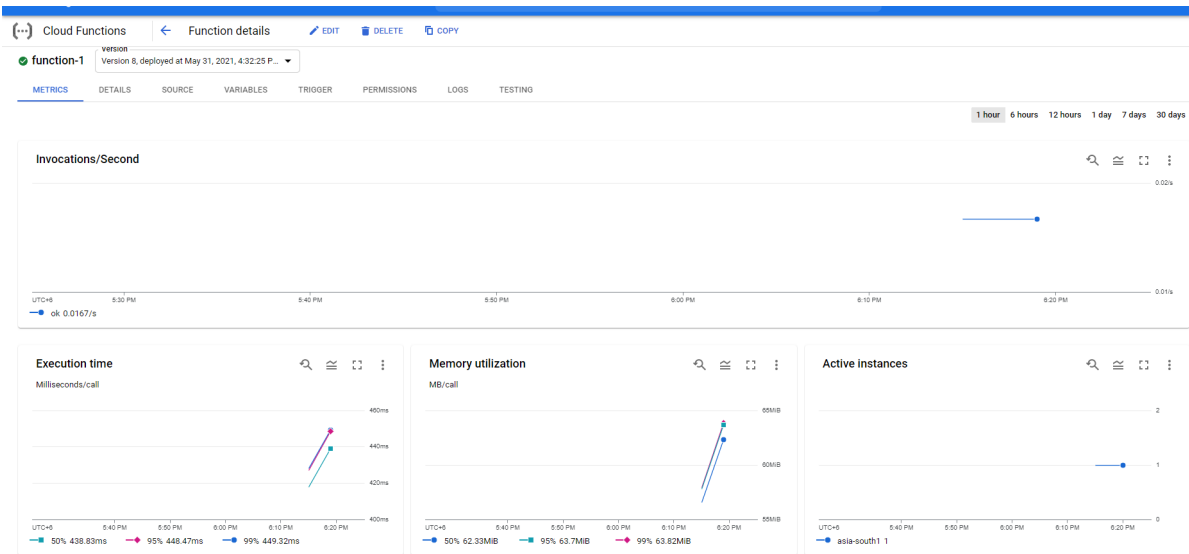 Cloud Functions Function details EDIT DELETE COPY
function-1 Version Version 8, deployed at May 31, 2021, 4:32:25 P...
METRICS DETAILS SOURCE VARIABLES TRIGGER PERMISSIONS LOGS TESTING
1 hour 6 hours 12 hours 1 day 7 days 30 days
Invocations/Second
0.02/s
0.01/s
UTC+6 5:30 PM 5:40 PM 5:50 PM 6:00 PM 6:10 PM 6:20 PM
ok 0.0167/s
Execution time
Milliseconds/call
460ms
440ms
420ms
400ms
UTC+6 5:40 PM 5:50 PM 6:00 PM 6:10 PM 6:20 PM
50% 438.83ms 95% 448.47ms 99% 449.32ms
Memory utilization
MB/call
65MiB
60MiB
55MiB
UTC+6 5:40 PM 5:50 PM 6:00 PM 6:10 PM 6:20 PM
50% 62.33MiB 95% 63.7MiB 99% 63.82MiB
Active instances
2
1
0
UTC+6 5:40 PM 5:50 PM 6:00 PM 6:10 PM 6:20 PM
asia-south1 1